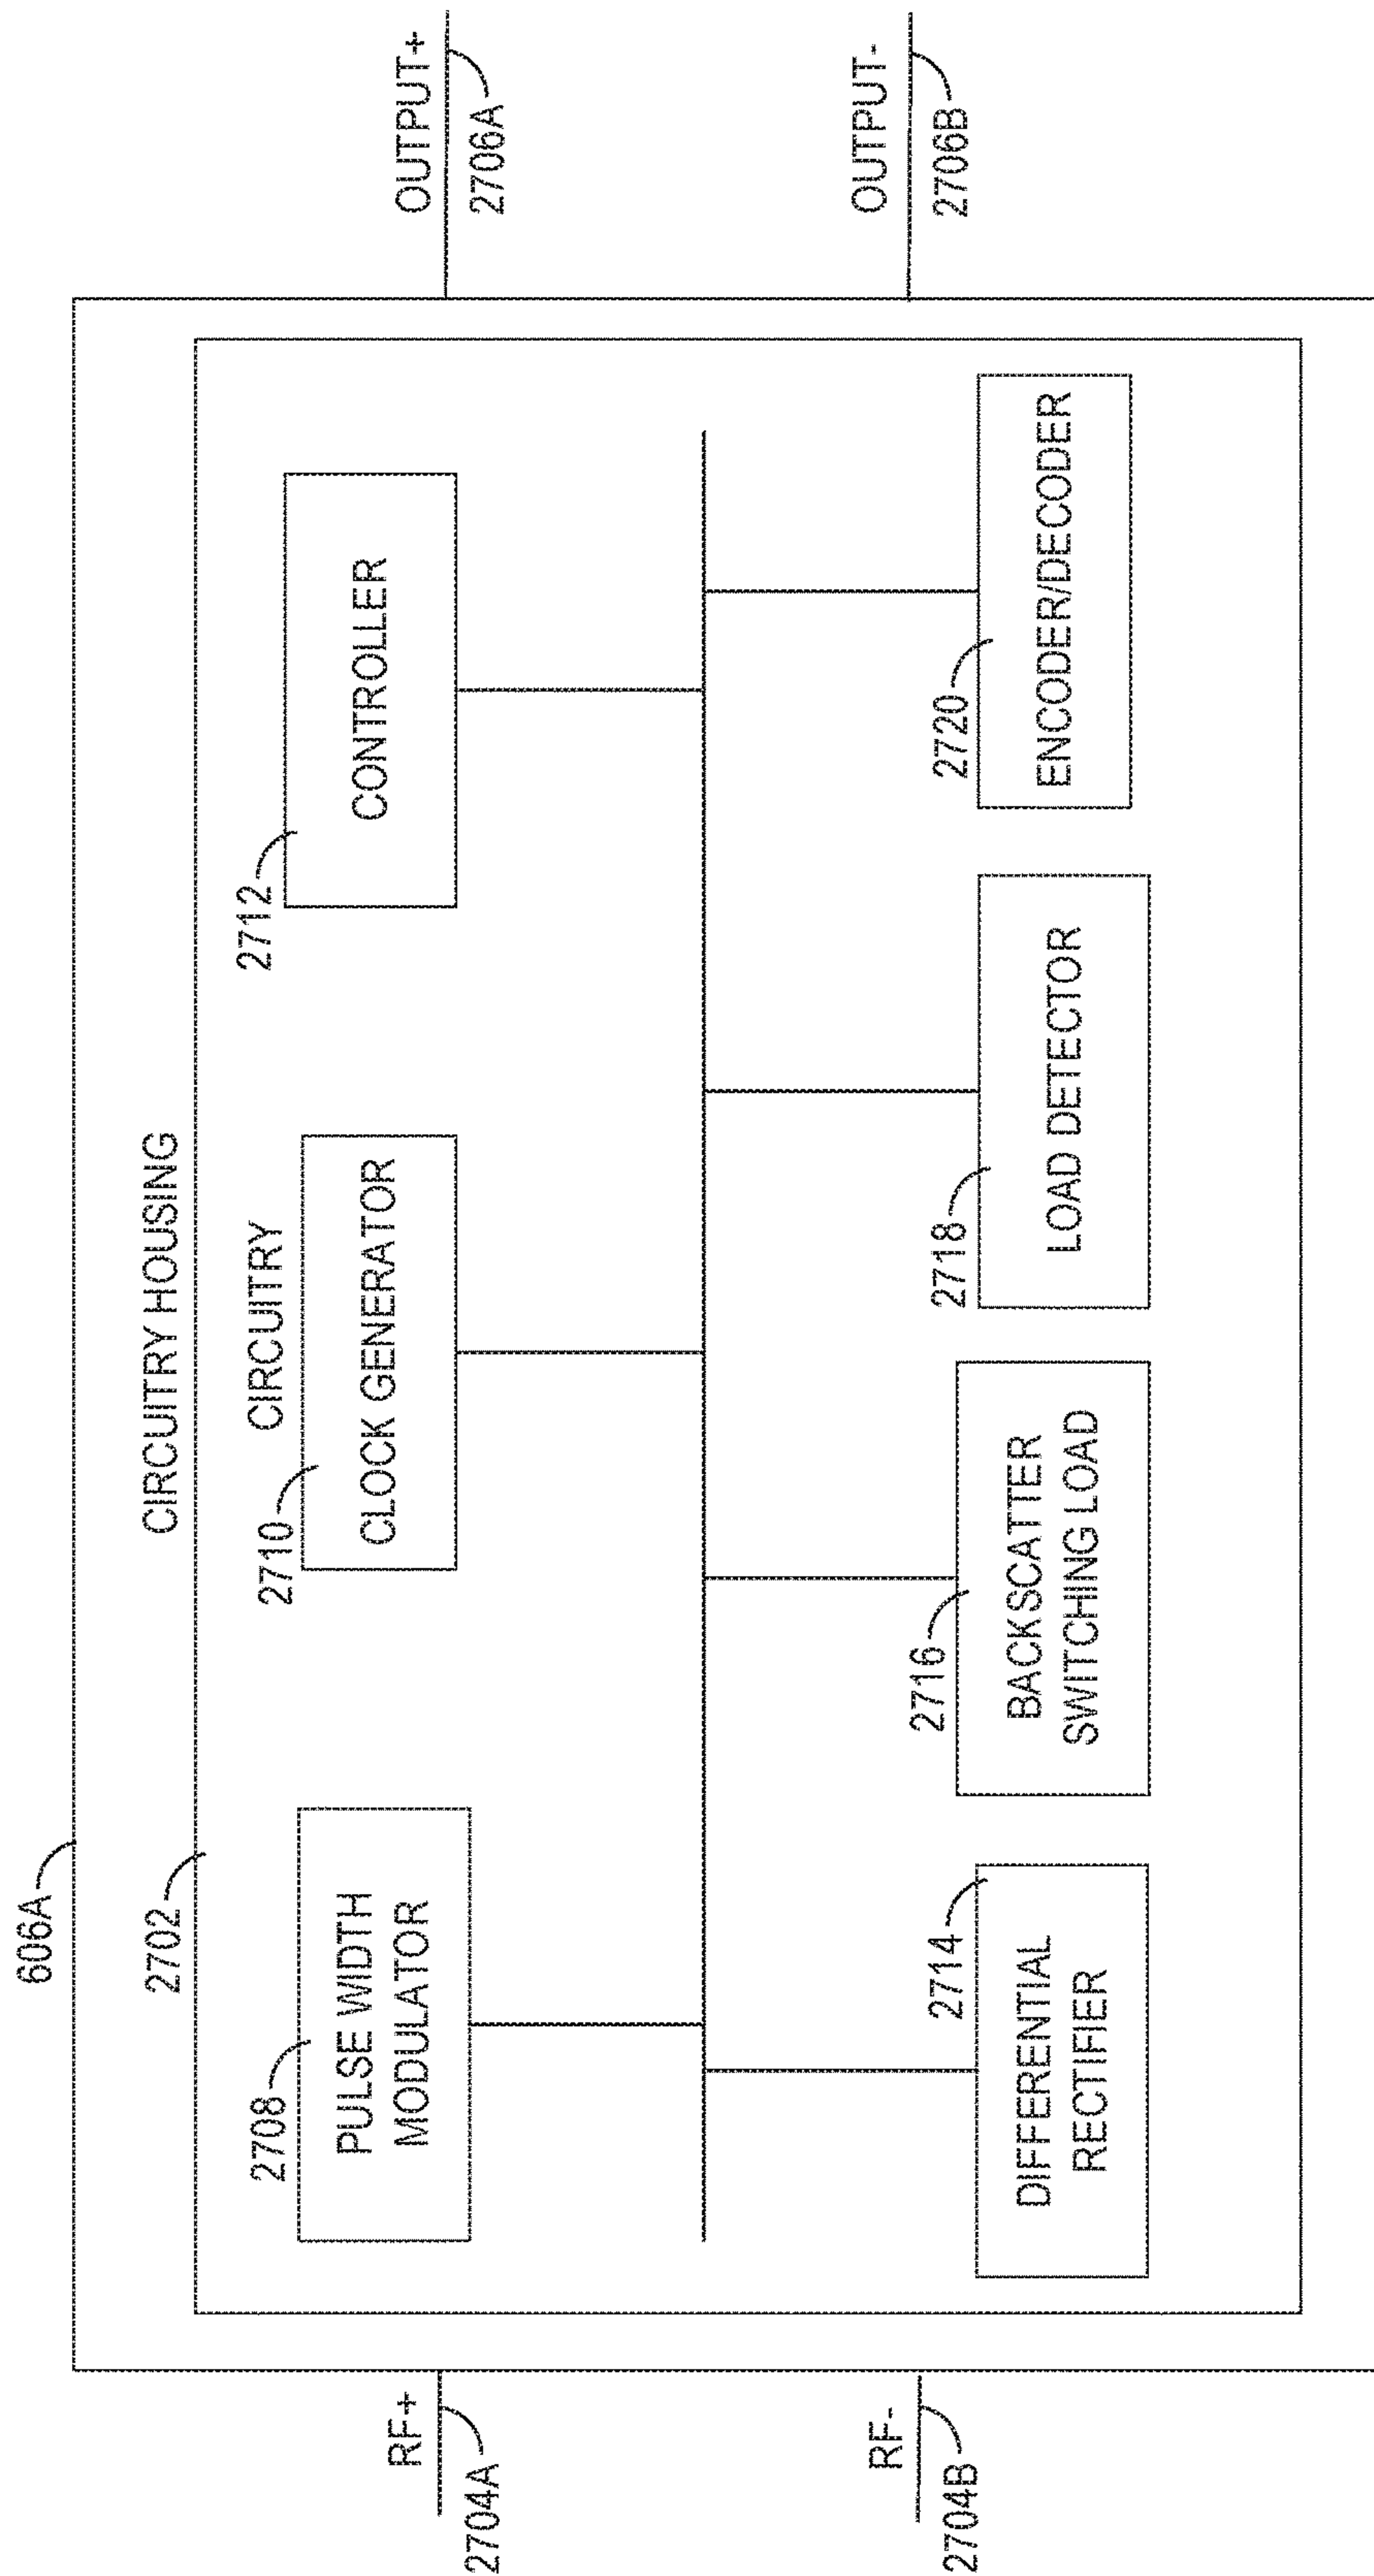 606A
CIRCUITRY HOUSING
2702
CIRCUITRY
2708
PULSE WIDTH
MODULATOR
2710
CLOCK GENERATOR
2712
CONTROLLER
RF+
2704A
OUTPUT+
2706A
RF-
2704B
OUTPUT-
2706B
2714
DIFFERENTIAL
RECTIFIER
2716
BACKSCATTER
SWITCHING LOAD
2718
LOAD DETECTOR
2720
ENCODER/DECODER